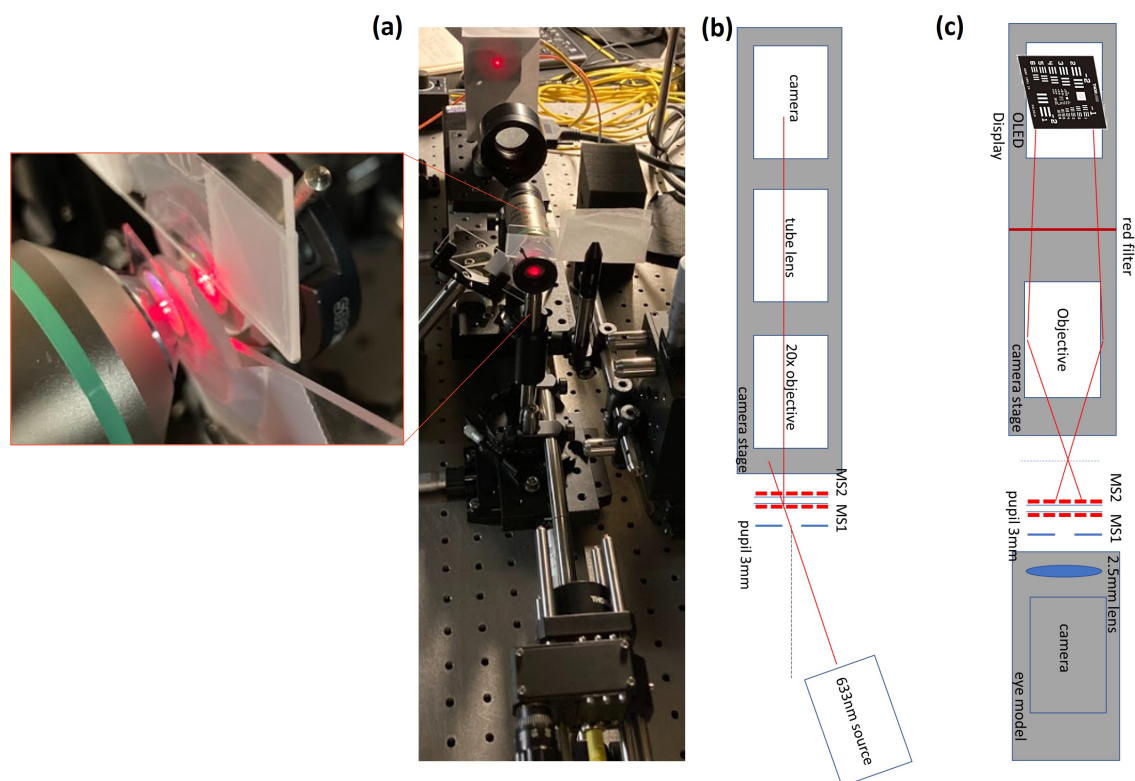 (a)
(b)
camera
tube lens
20x objective
camera stage
MS2
MS1
pupil 3mm
633nm source
(c)
OLED
Display
red filter
Objective
camera stage
MS2
MS1
pupil 3mm
2.5mm lens
camera
eye model